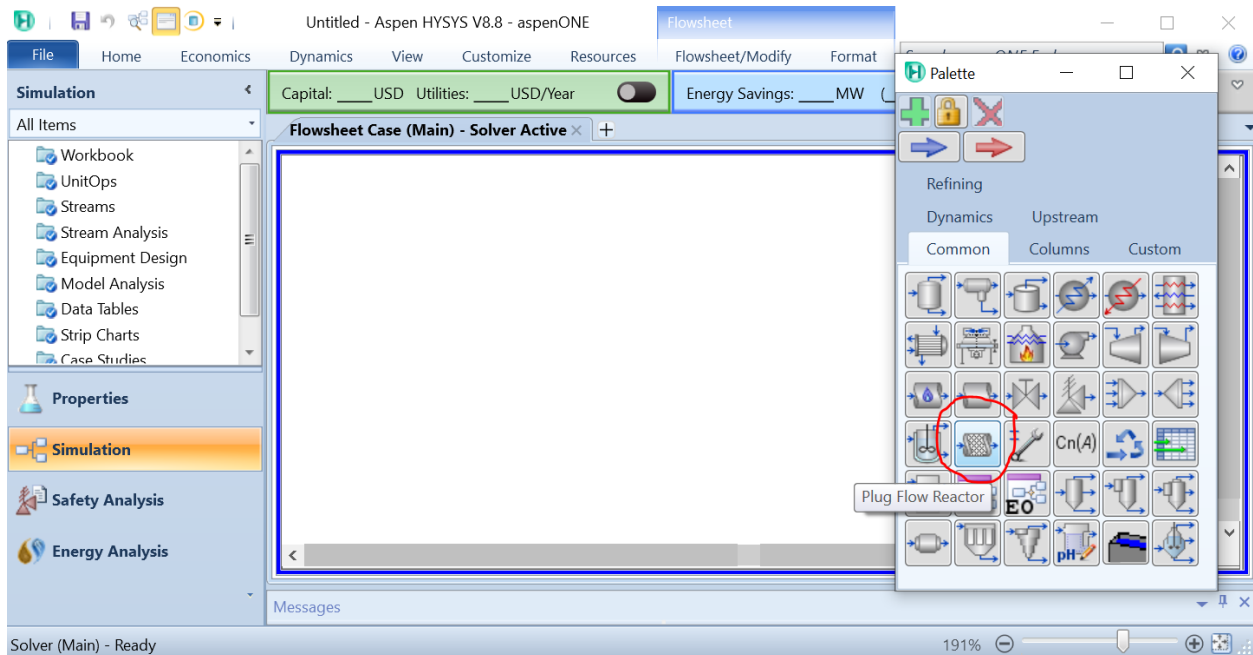 Untitled - Aspen HYSYS V8.8 - aspenONE
Flowsheet
File
Home
Economics
Dynamics
View
Customize
Resources
Flowsheet/Modify
Format
Simulation
All Items
Workbook
UnitOps
Streams
Stream Analysis
Equipment Design
Model Analysis
Data Tables
Strip Charts
Case Studies
Properties
Simulation
Safety Analysis
Energy Analysis
Capital: ____USD Utilities: ____USD/Year
Energy Savings: ____MW (
Flowsheet Case (Main) - Solver Active
Palette
Refining
Dynamics
Upstream
Common
Columns
Custom
Cn(A)
Plug Flow Reactor
EO
pH
Messages
Solver (Main) - Ready
191%